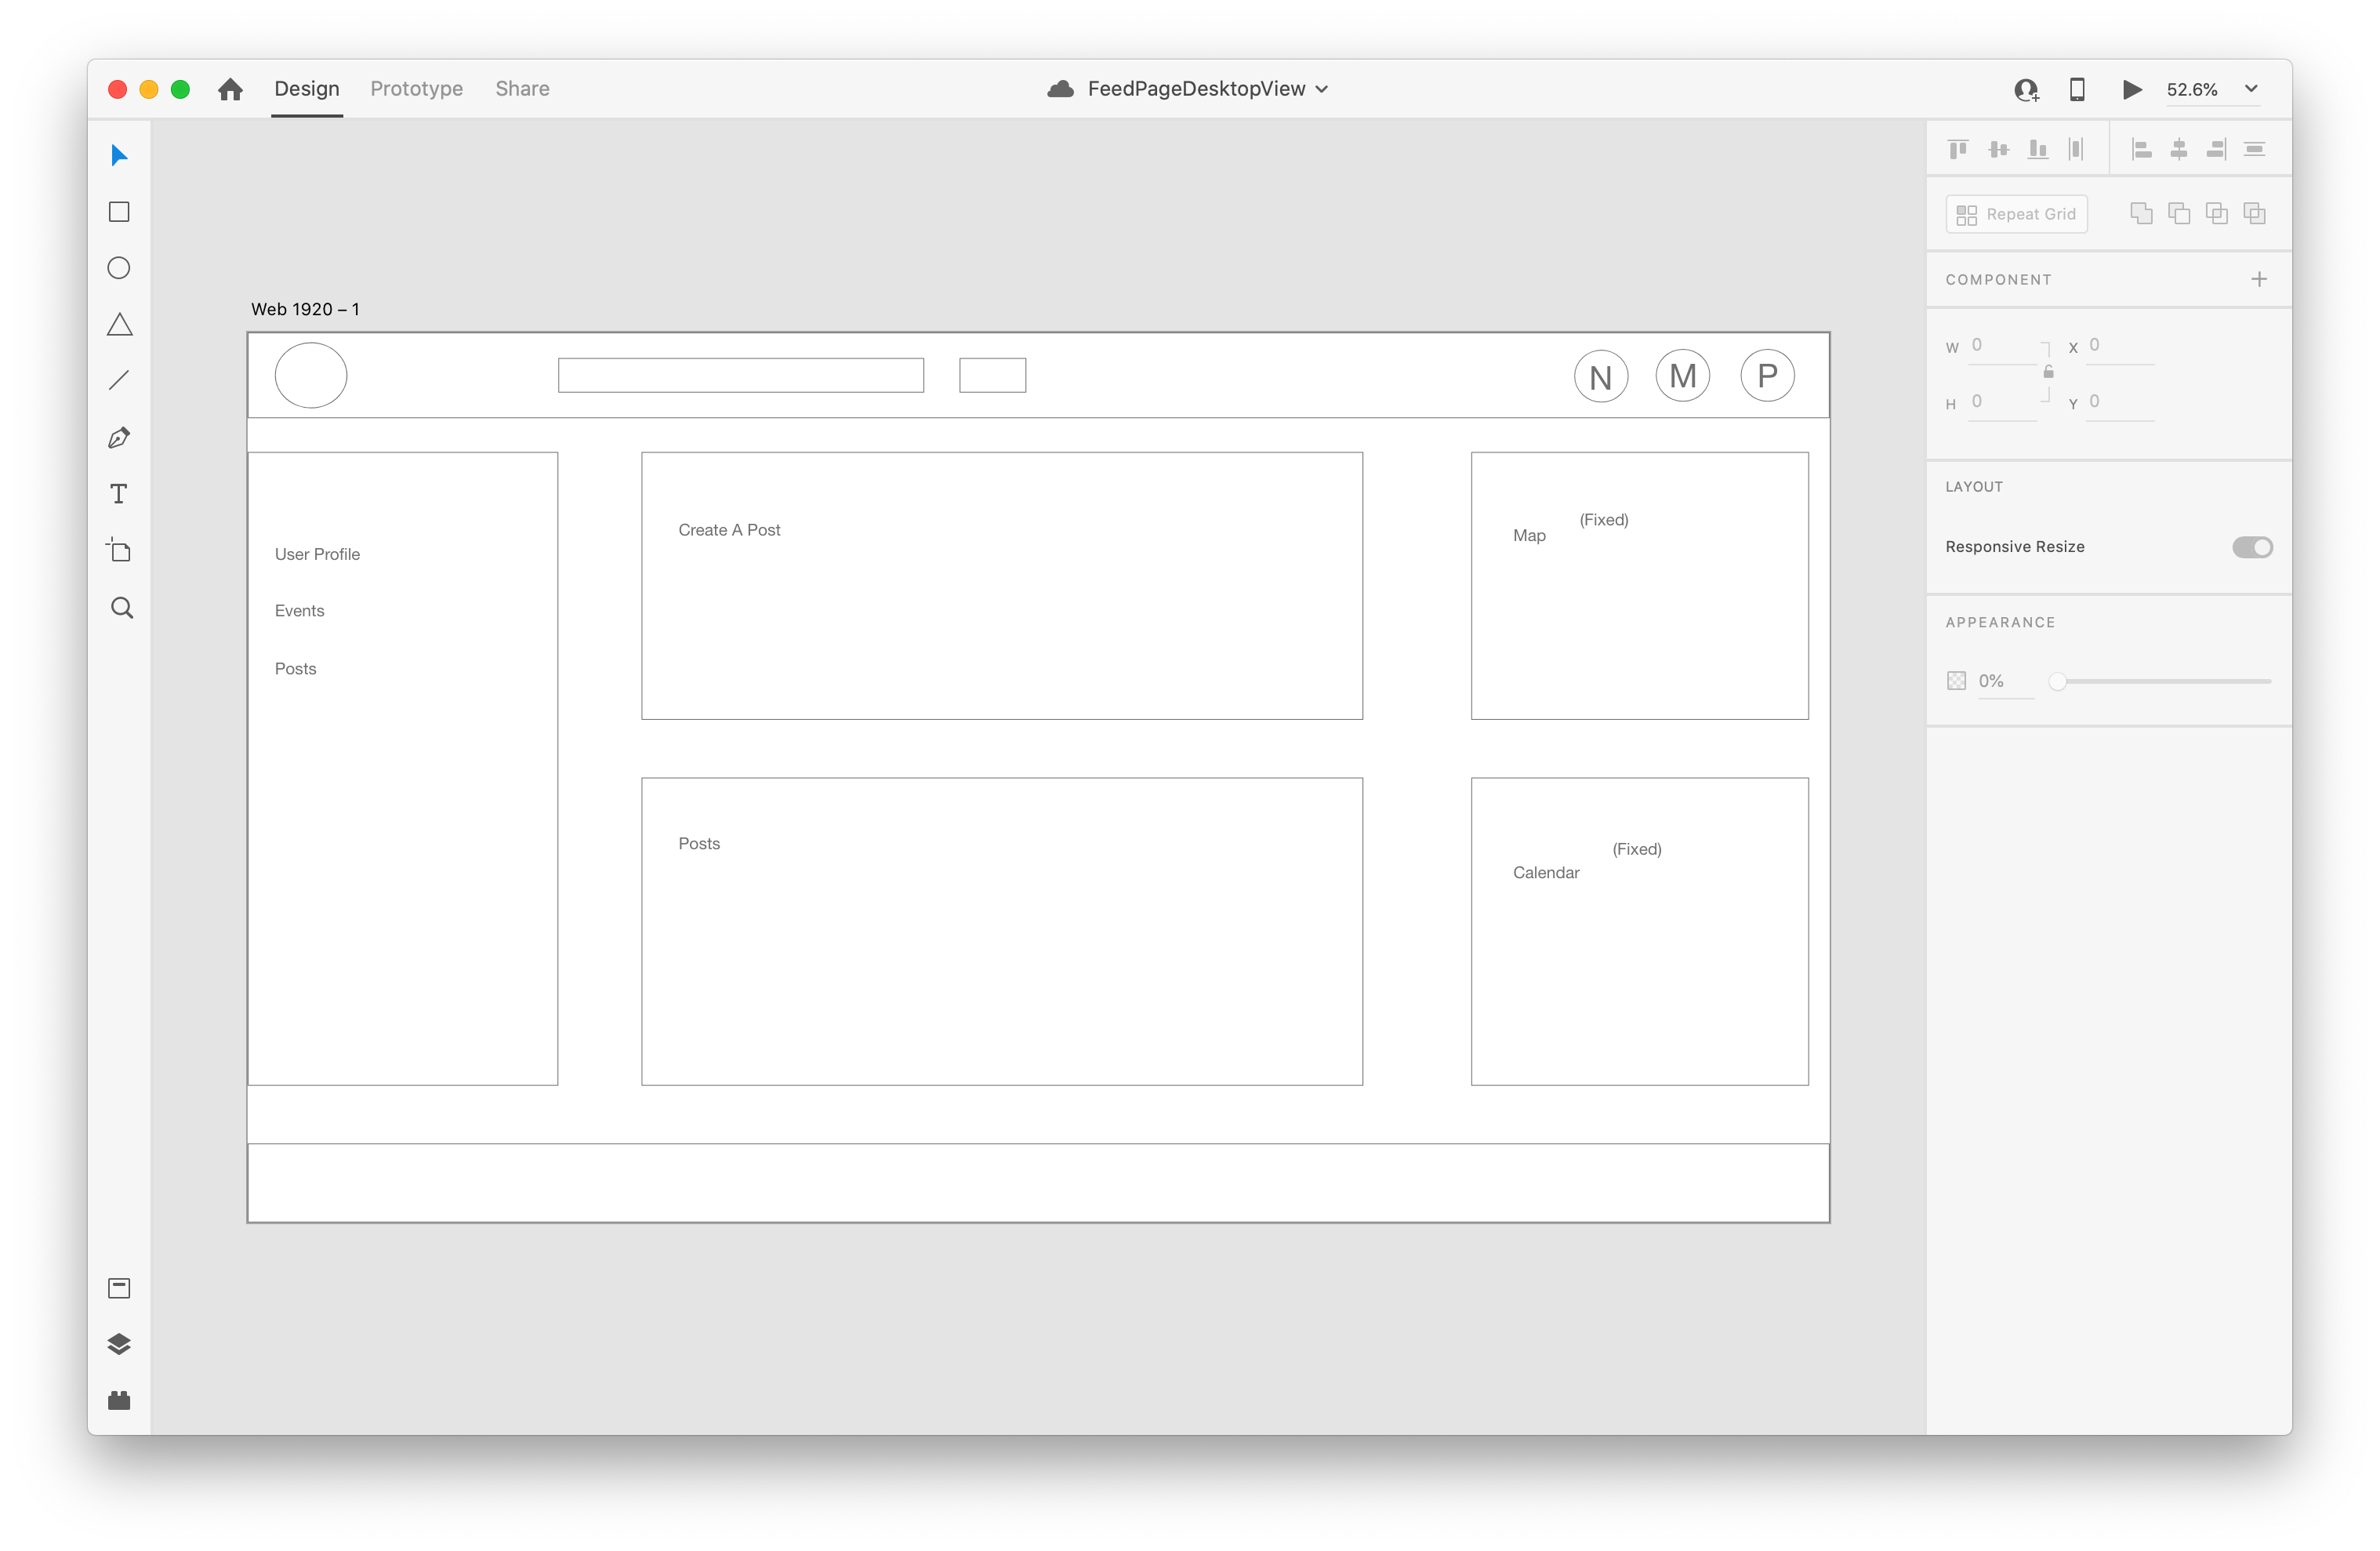 Design Prototype Share FeedPageDesktopView 52.6%
Repeat Grid
COMPONENT
W 0 X 0
H 0 Y 0
LAYOUT
Responsive Resize
APPEARANCE
0%
Web 1920 – 1
N M P
User Profile
Events
Posts
Create A Post
Posts
(Fixed)
Map
(Fixed)
Calendar